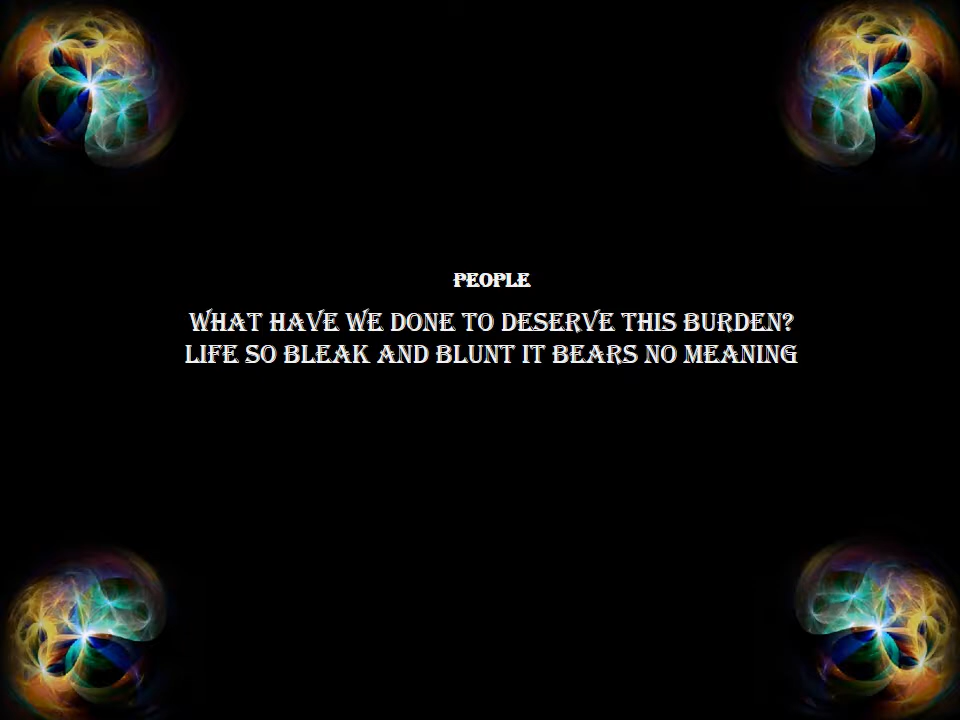 PEOPLE
WHAT HAVE WE DONE TO DESERVE THIS BURDEN?
LIFE SO BLEAK AND BLUNT IT BEARS NO MEANING